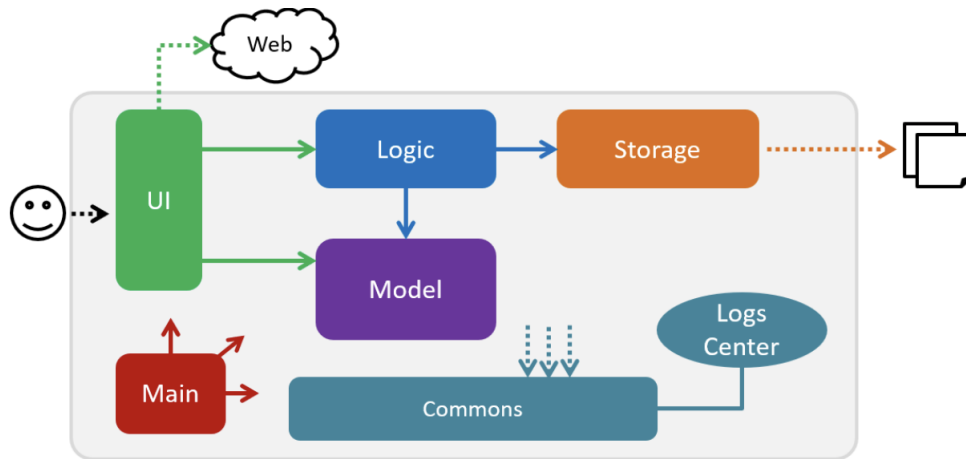 Web
UI
Logic
Storage
Model
Logs
Center
Main
Commons